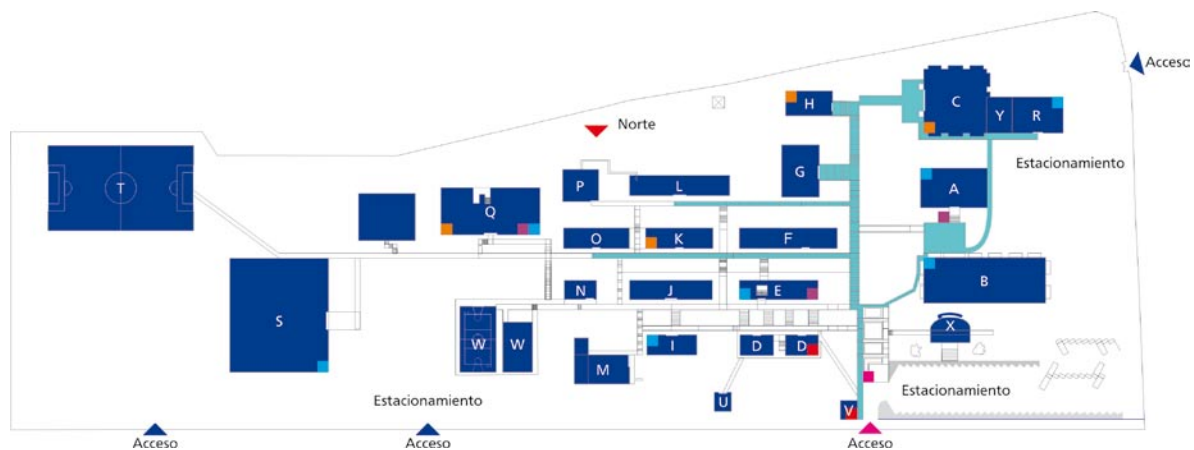 Acceso
C
Y
R
H
Norte
Estacionamiento
G
P
L
T
A
Q
O
K
F
B
N
J
E
S
X
W
W
I
D
D
M
Estacionamiento
Estacionamiento
U
V
Acceso
Acceso
Acceso